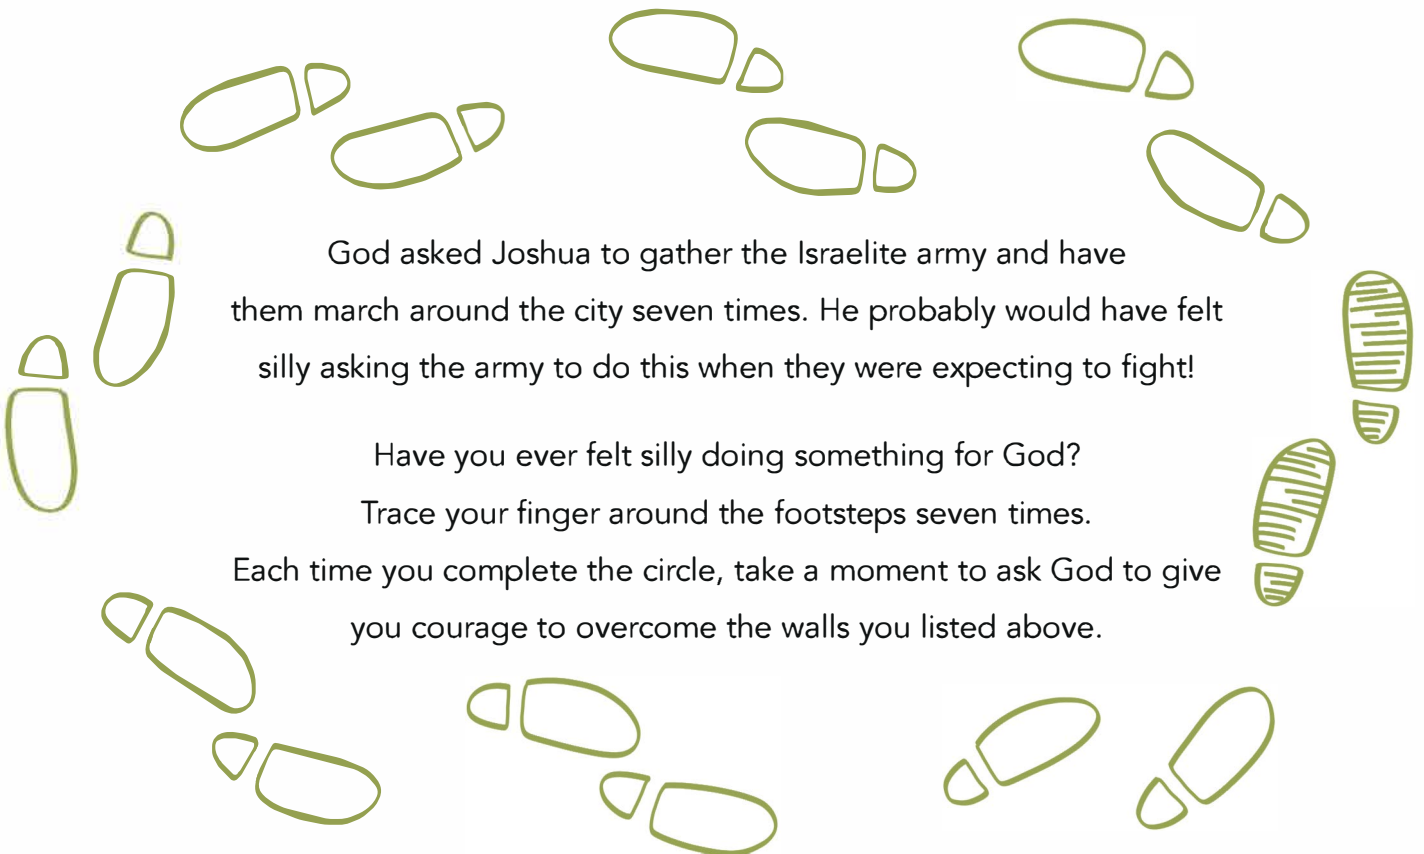 God asked Joshua to gather the Israelite army and have
them march around the city seven times. He probably would have felt
silly asking the army to do this when they were expecting to fight!
Have you ever felt silly doing something for God?
Trace your finger around the footsteps seven times.
Each time you complete the circle, take a moment to ask God to give
you courage to overcome the walls you listed above.